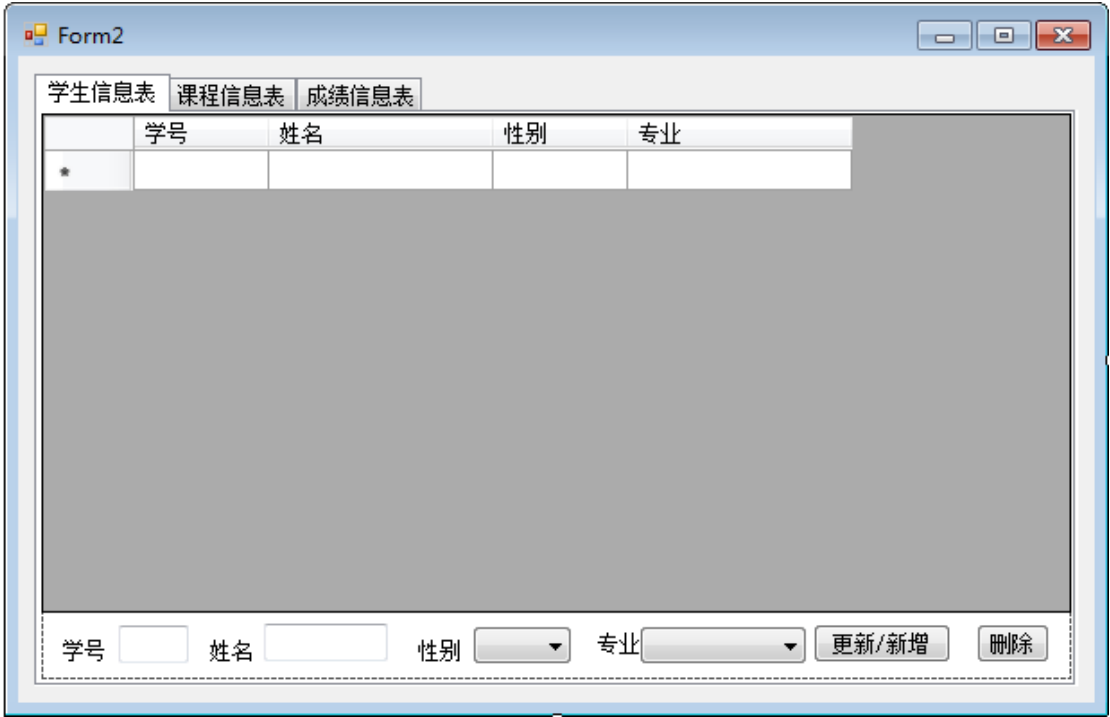 Form2
学生信息表 课程信息表 成绩信息表
学号 姓名 性别 专业
*
学号 姓名 性别 专业 更新/新增 删除